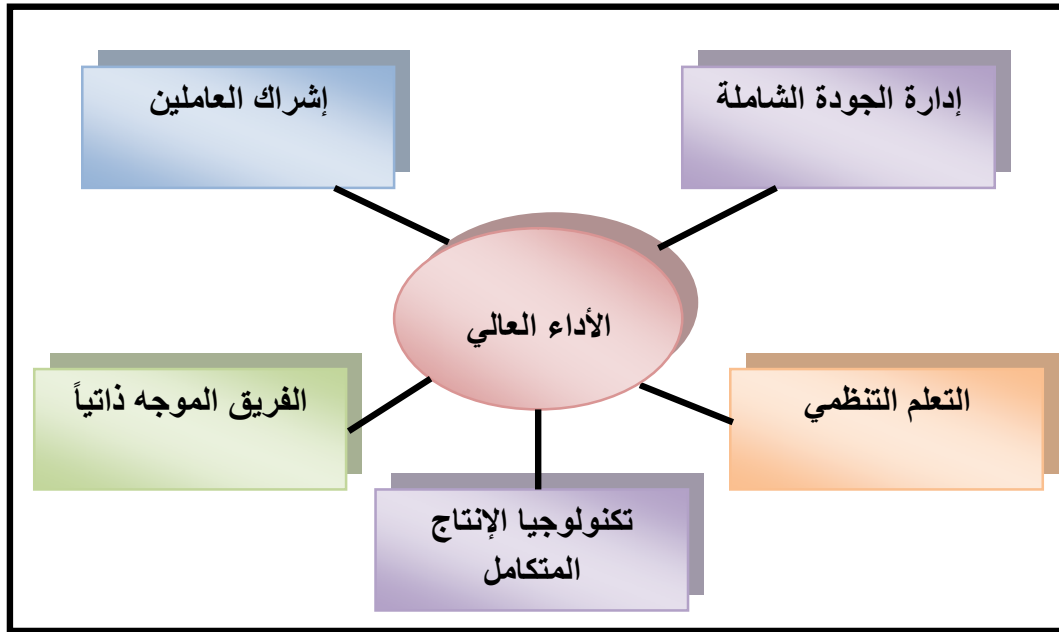 إدارة الجودة الشاملة
إشراك العاملين
الأداء العالي
التعلم التنظمي
الفريق الموجه ذاتياً
تكنولوجيا الإنتاج
المتكامل